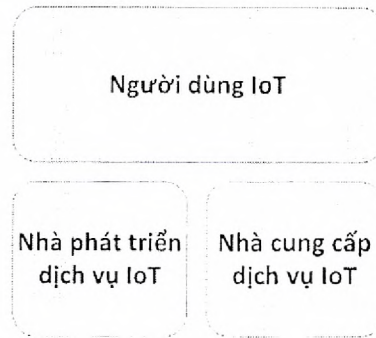 Người dùng IoT
Nhà phát triển
dịch vụ IoT
Nhà cung cấp
dịch vụ IoT